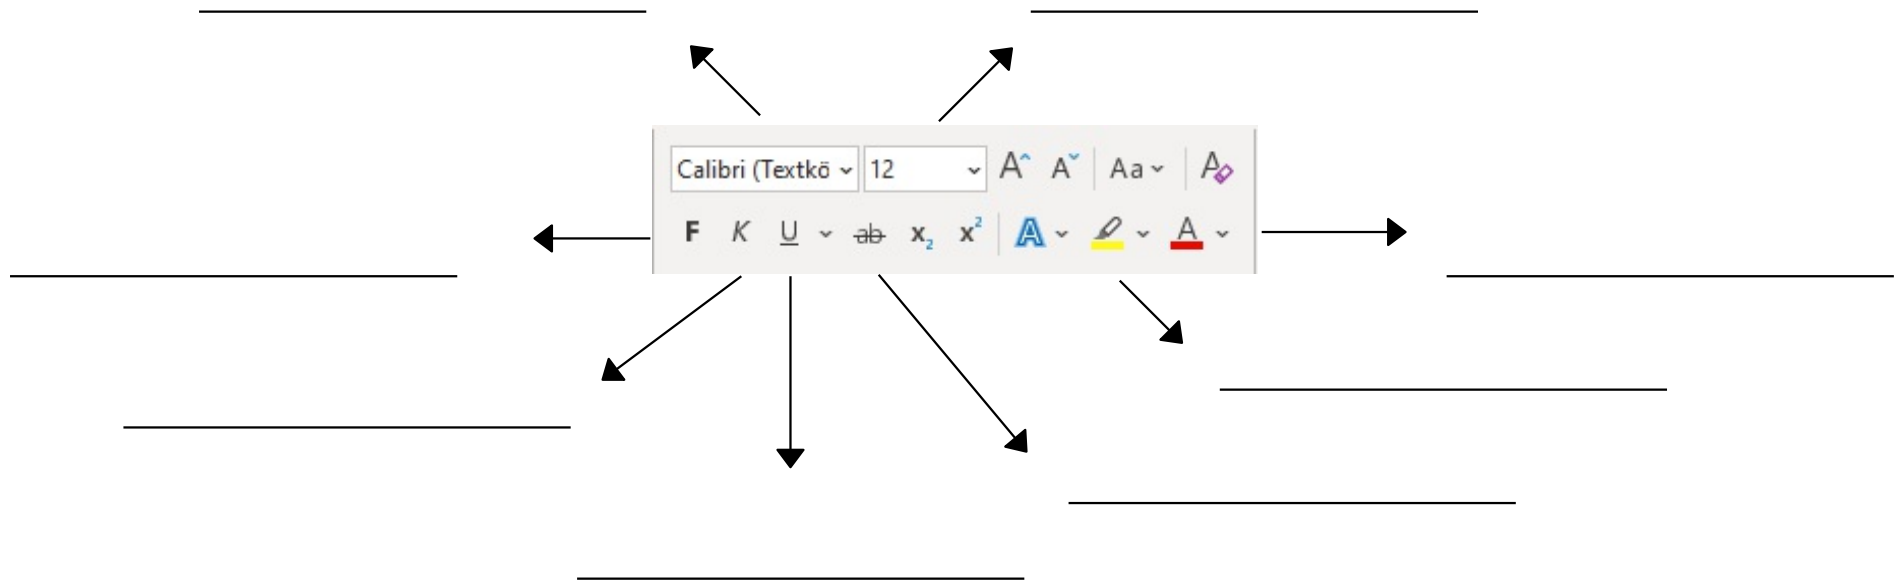 Calibri (Textkö 12 A A Aa A
F K U ab x2 x2 A A